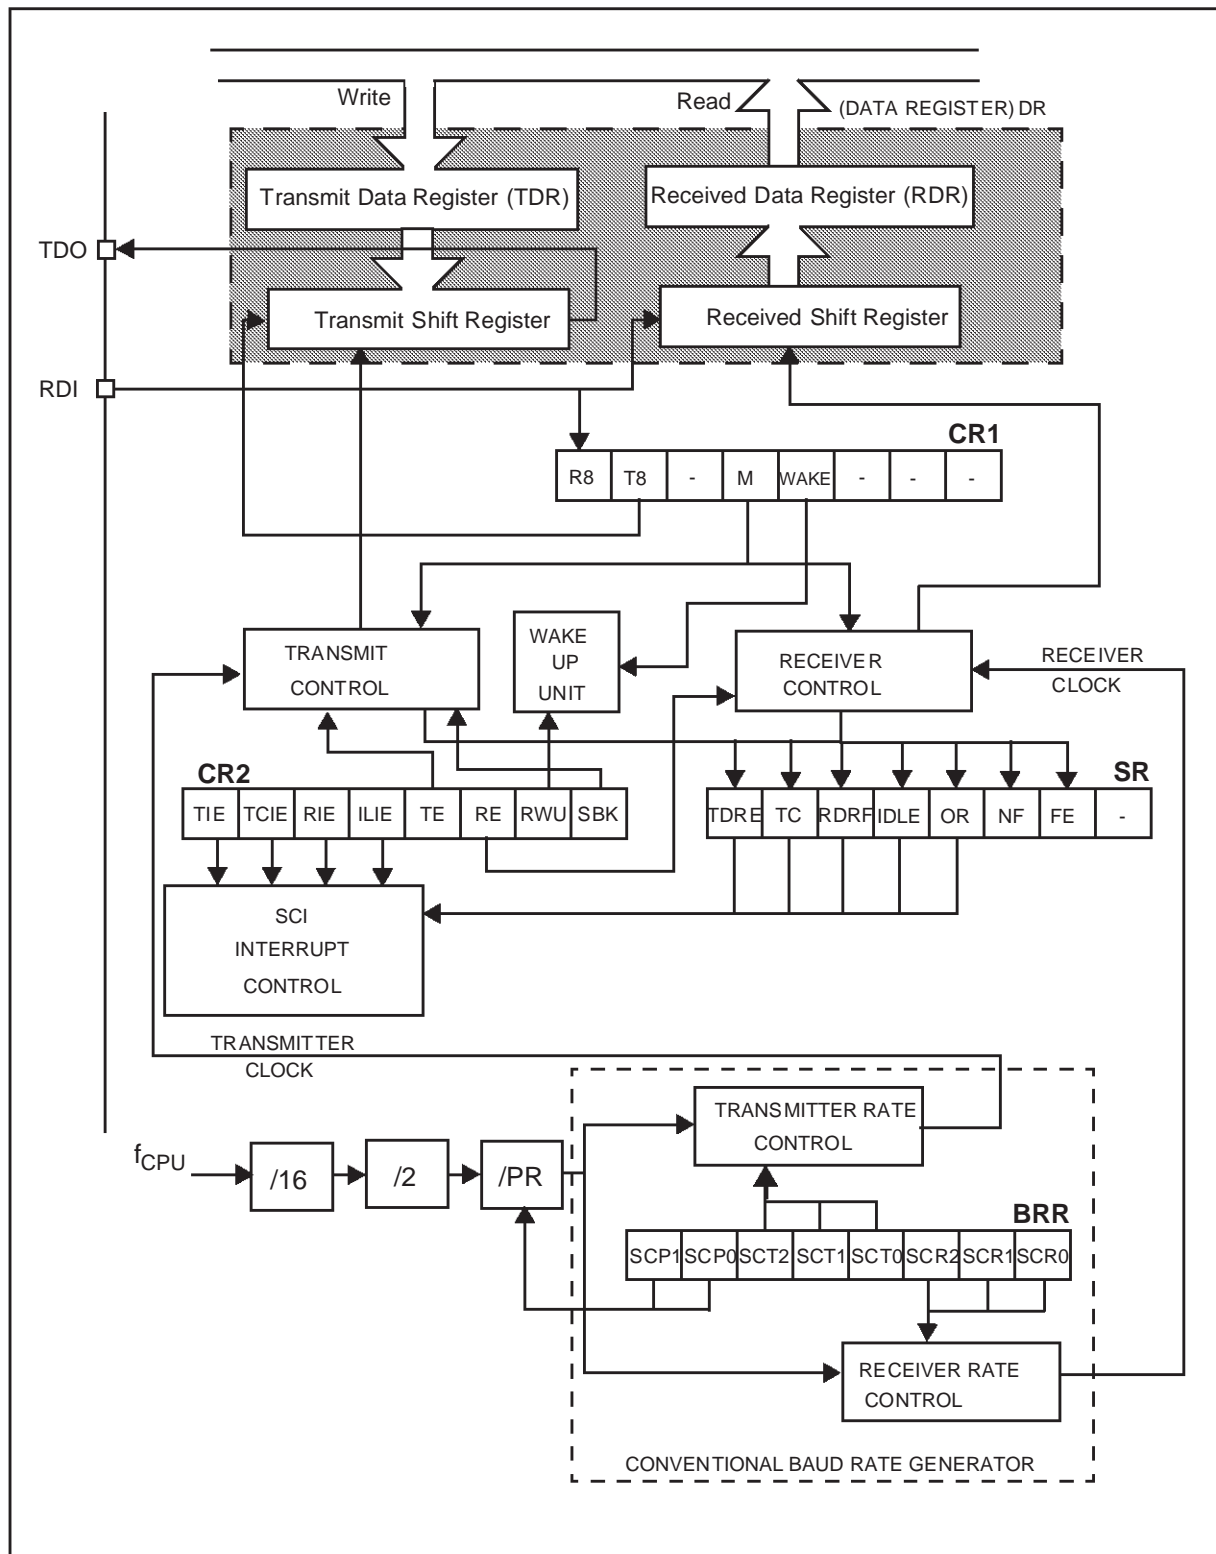 Write
Read
(DATA REGISTER) DR
Transmit Data Register (TDR)
Received Data Register (RDR)
TDO
Transmit Shift Register
Received Shift Register
RDI
CR1
R8 T8 - M WAKE - - -
TRANSMIT
CONTROL
WAKE
UP
UNIT
RECEIVER
CONTROL
RECEIVER
CLOCK
CR2
TIE TCIE RIE ILIE TE RE RWU SBK
SR
TDRE TC RDRF IDLE OR NF FE -
SCI
INTERRUPT
CONTROL
TRANSMITTER
CLOCK
TRANSMITTER RATE
CONTROL
fCPU
/16
/2
/PR
BRR
SCP1 SCP0 SCT2 SCT1 SCT0 SCR2 SCR1 SCR0
RECEIVER RATE
CONTROL
CONVENTIONAL BAUD RATE GENERATOR